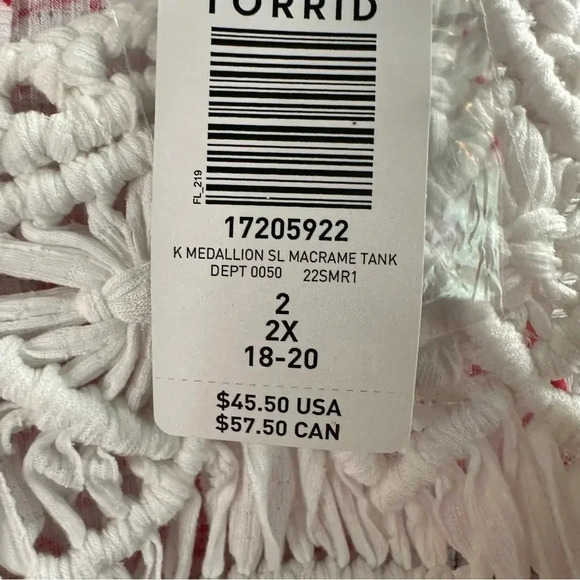 TORRID
FL_219
17205922
K MEDALLION SL MACRAME TANK
DEPT 0050 22SMR1
2
2X
18-20
$45.50 USA
$57.50 CAN